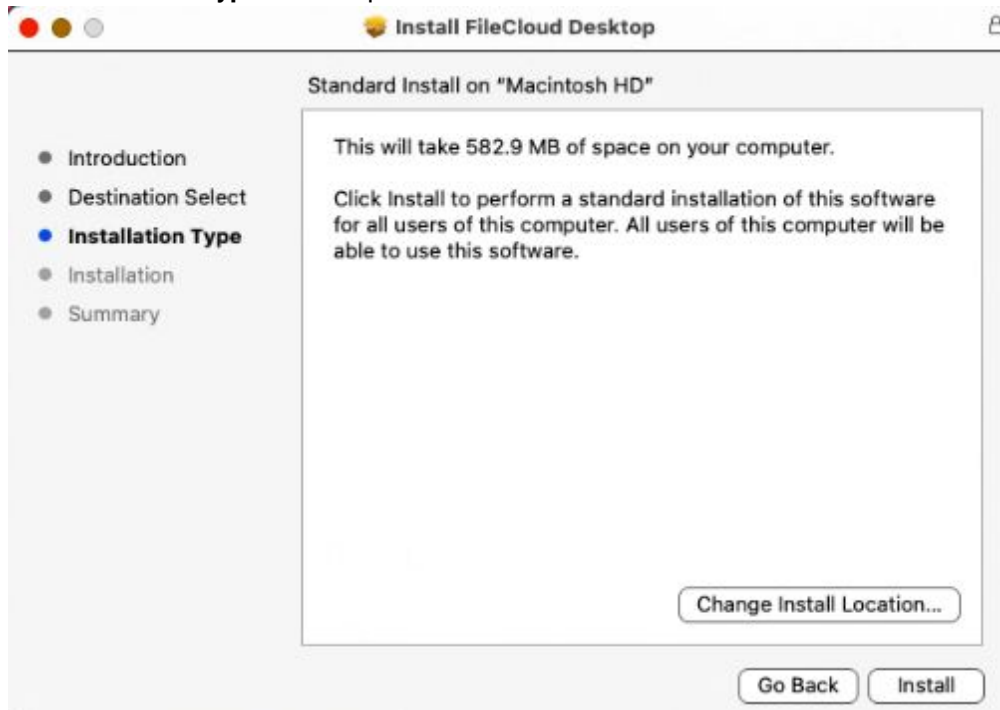 Install FileCloud Desktop
Standard Install on "Macintosh HD"
Introduction
Destination Select
Installation Type
Installation
Summary
This will take 582.9 MB of space on your computer.
Click Install to perform a standard installation of this software
for all users of this computer. All users of this computer will be
able to use this software.
Change Install Location...
Go Back
Install